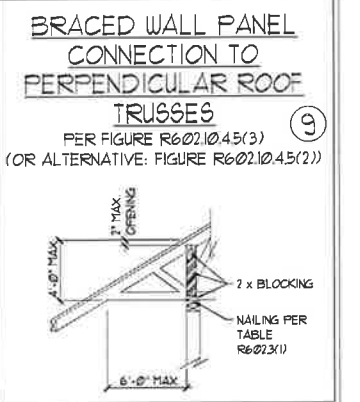 BRACED WALL PANEL
CONNECTION TO
PERPENDICULAR ROOF
TRUSSES
9
PER FIGURE R602.10.4.5(3)
(OR ALTERNATIVE: FIGURE R602.10.4.5(2))
2" MAX.
OPENING
4'-0" MAX
2 x BLOCKING
NAILING PER
TABLE
R602.3(1)
6'-0" MAX